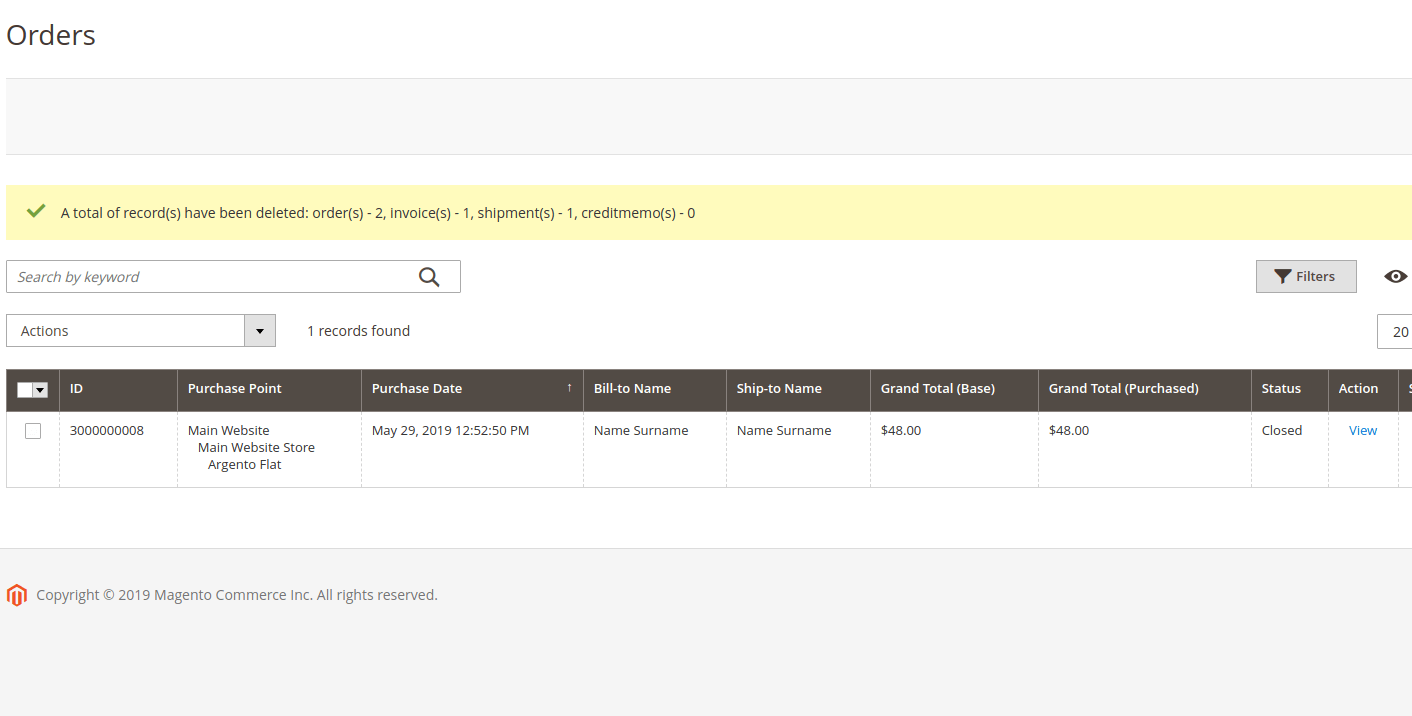 Orders
A total of record(s) have been deleted: order(s) - 2, invoice(s) - 1, shipment(s) - 1, creditmemo(s) - 0
Search by keyword
Filters
Actions
1 records found
20
ID Purchase Point Purchase Date ↑ Bill-to Name Ship-to Name Grand Total (Base) Grand Total (Purchased) Status Action
3000000008 Main Website May 29, 2019 12:52:50 PM Name Surname Name Surname $48.00 $48.00 Closed View
Main Website Store
Argento Flat
Copyright © 2019 Magento Commerce Inc. All rights reserved.